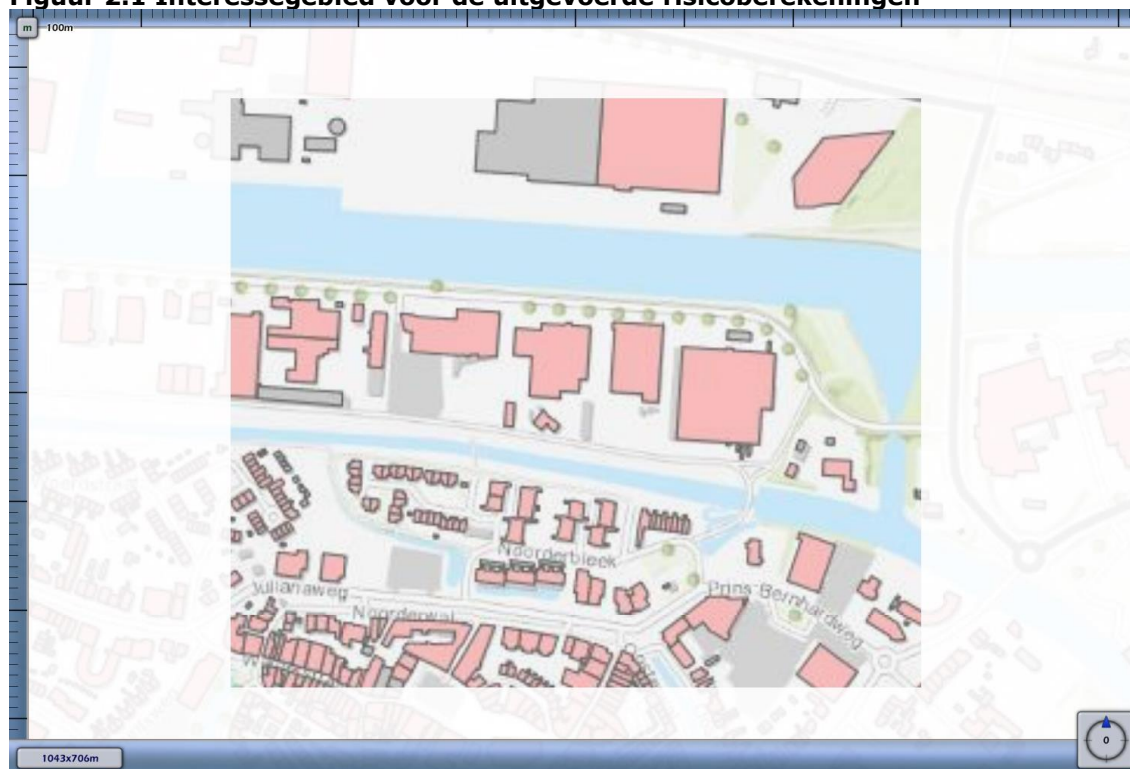 Figuur 2.1 Interessegebied voor de uitgevoerde risicoberekeningen
m
100m
Noorderbleek
Julianaweg
Noorderwal
Prins Bernhardweg
1043x706m
0